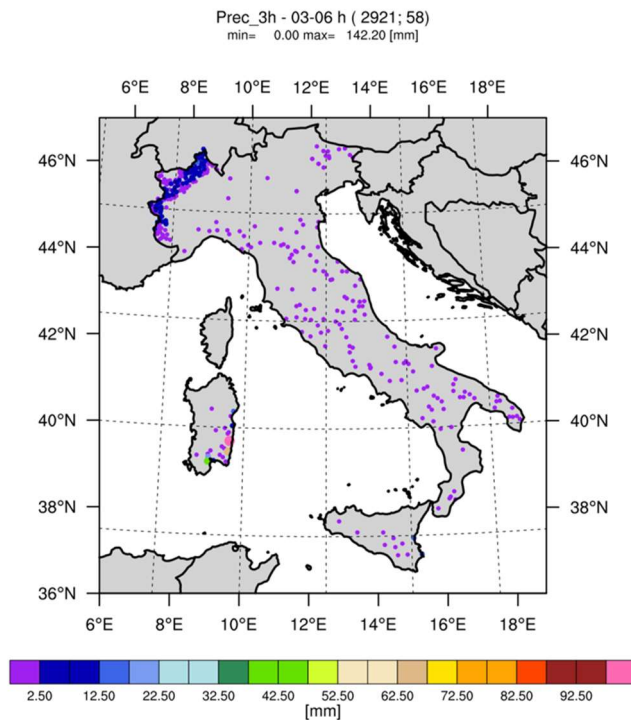 Prec_3h - 03-06 h ( 2921; 58)
min= 0.00 max= 142.20 [mm]
6°E 8°E 10°E 12°E 14°E 16°E 18°E
46°N 46°N
44°N 44°N
42°N 42°N
40°N 40°N
38°N 38°N
36°N
6°E 8°E 10°E 12°E 14°E 16°E 18°E
2.50 12.50 22.50 32.50 42.50 52.50 62.50 72.50 82.50 92.50
[mm]